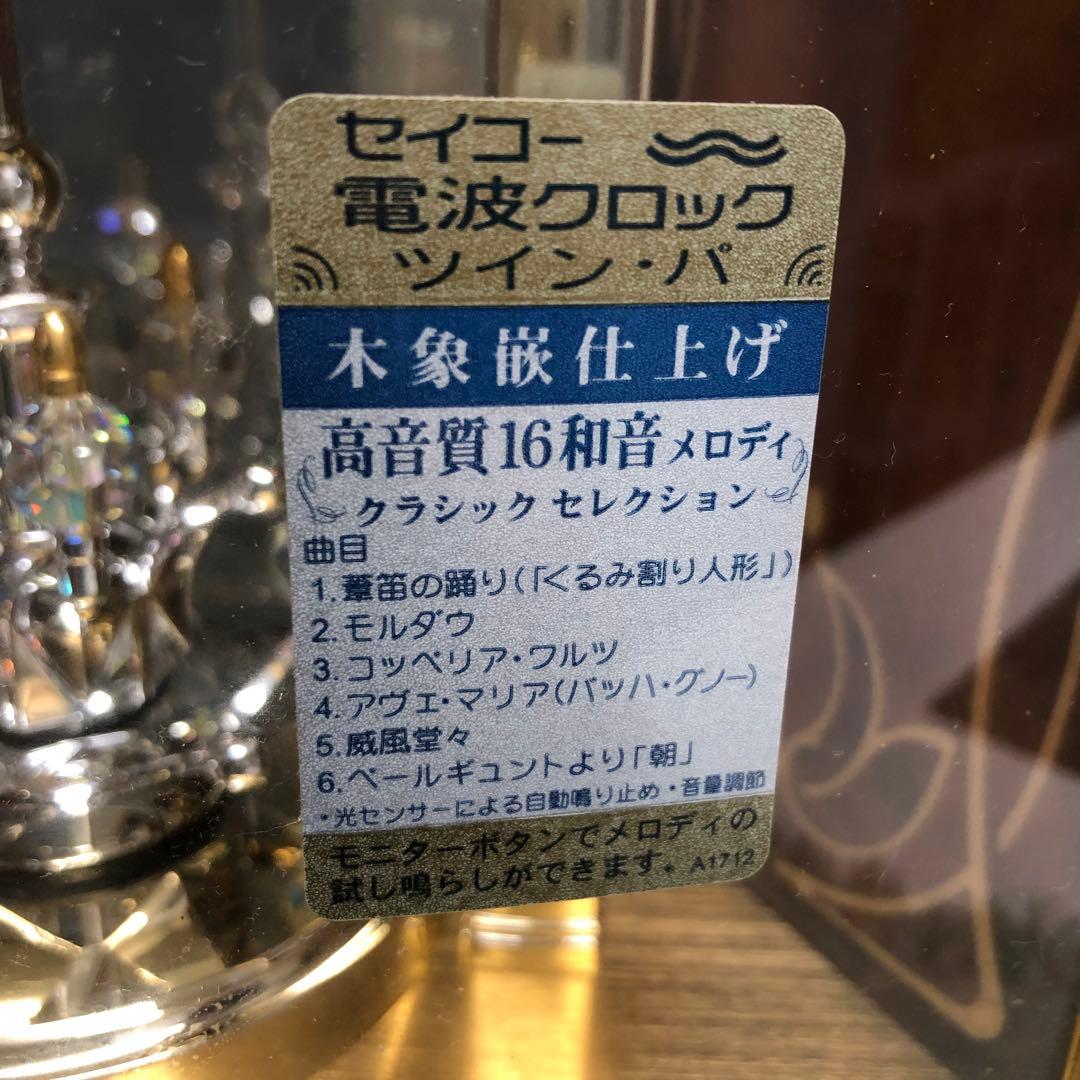 セイコー
電波クロック
ツイン・パ
木象嵌仕上げ
高音質16和音メロディ
クラシック セレクション
曲目
1.葦笛の踊り(「くるみ割り人形」)
2.モルダウ
3.コッペリア・ワルツ
4.アヴェ・マリア(バッハ・グノー)
5.威風堂々
6.ペールギュントより「朝」
・光センサーによる自動鳴り止め・音量調節
モニターボタンでメロディの
試し鳴らしができます。A1712